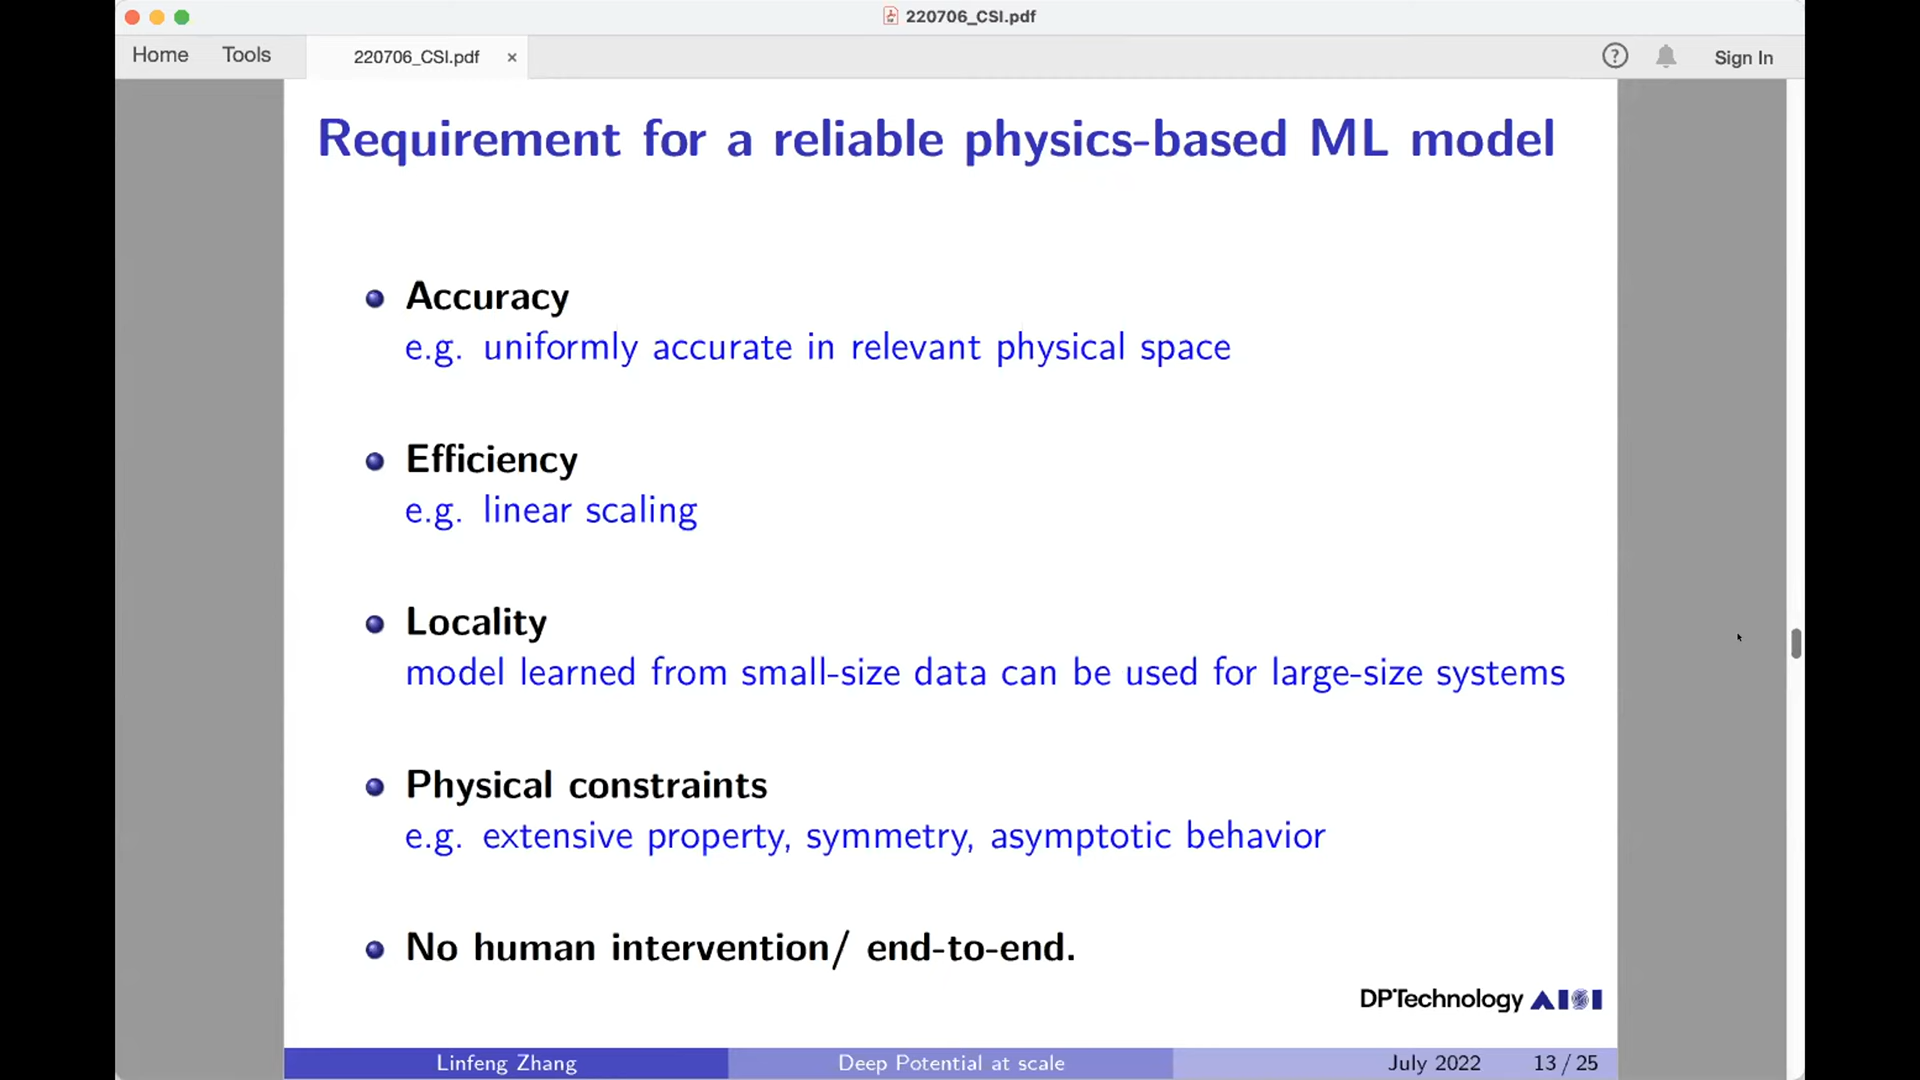 220706_CSI.pdf
Home Tools 220706_CSI.pdf × ? Sign In
Requirement for a reliable physics-based ML model
Accuracy
e.g. uniformly accurate in relevant physical space
Efficiency
e.g. linear scaling
Locality
model learned from small-size data can be used for large-size systems
Physical constraints
e.g. extensive property, symmetry, asymptotic behavior
No human intervention/ end-to-end.
DPTechnology AISI
Linfeng Zhang Deep Potential at scale July 2022 13 / 25